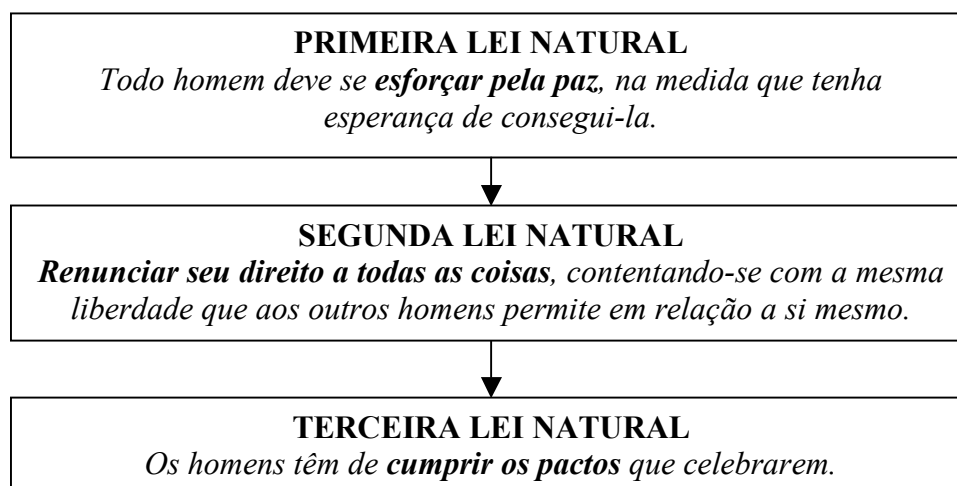 PRIMEIRA LEI NATURAL
Todo homem deve se esforçar pela paz, na medida que tenha
esperança de consegui-la.
SEGUNDA LEI NATURAL
Renunciar seu direito a todas as coisas, contentando-se com a mesma
liberdade que aos outros homens permite em relação a si mesmo.
TERCEIRA LEI NATURAL
Os homens têm de cumprir os pactos que celebrarem.